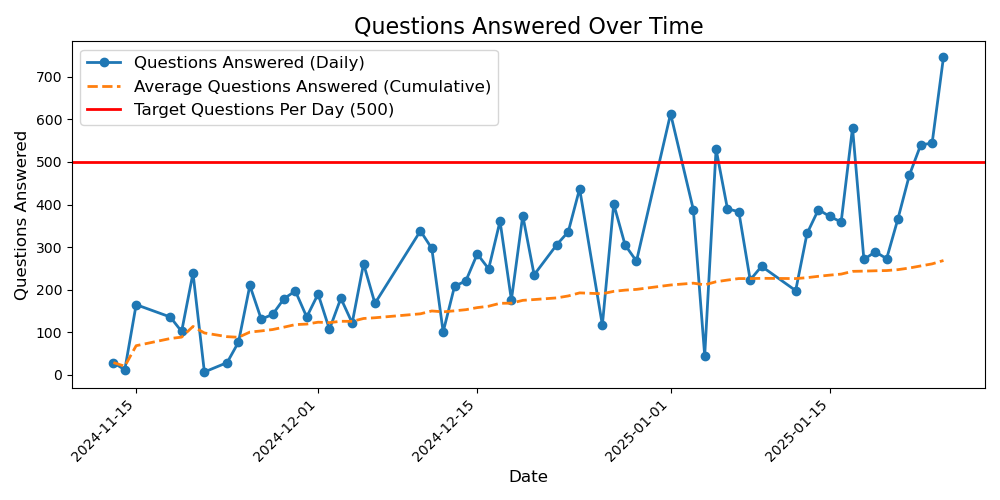 Questions Answered Over Time
Questions Answered (Daily)
Average Questions Answered (Cumulative)
Target Questions Per Day (500)
Questions Answered
700
600
500
400
300
200
100
0
2024-11-15
2024-12-01
2024-12-15
2025-01-01
2025-01-15
Date